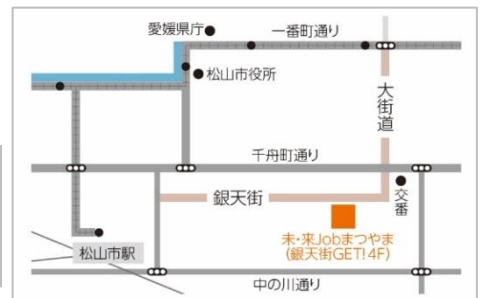 愛媛県庁
一番町通り
松山市役所
大街道
千舟町通り
銀天街
交番
未・来Jobまつやま
(銀天街GET!4F)
松山市駅
中の川通り